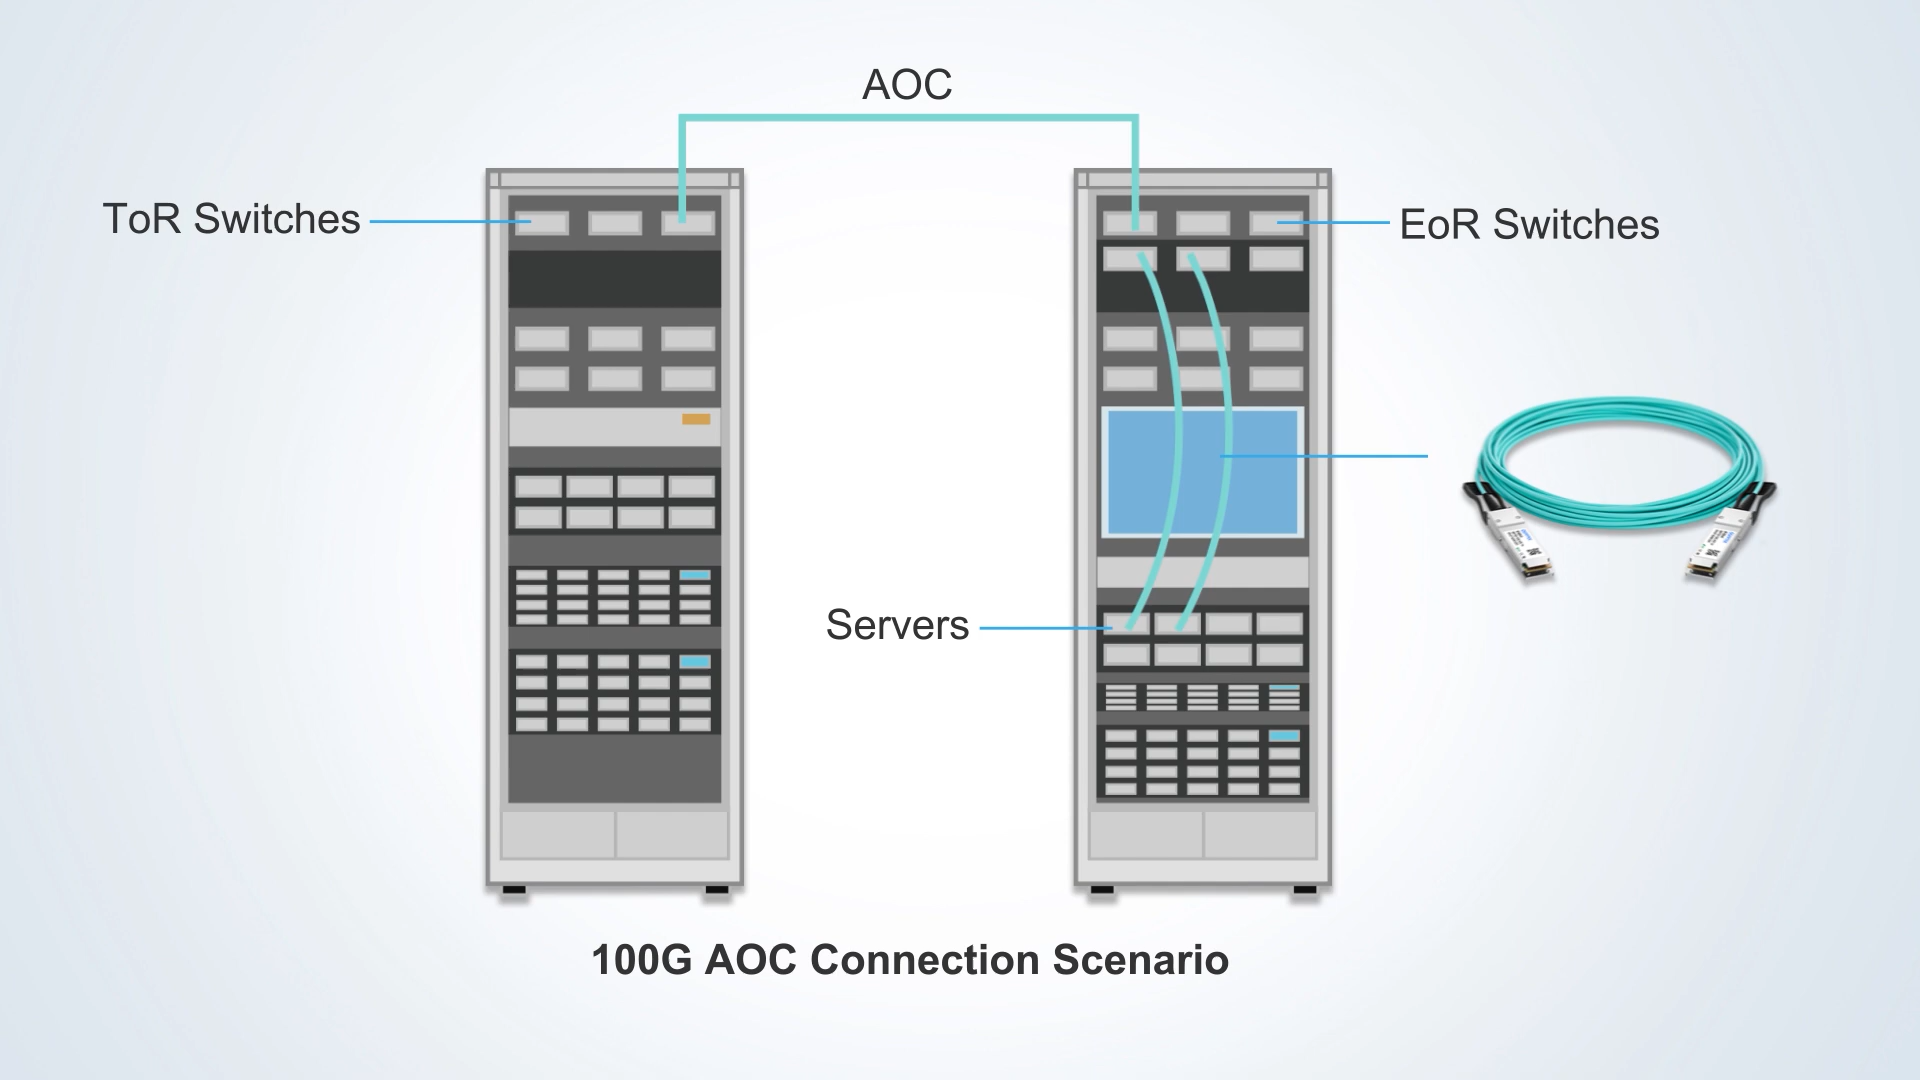 AOC
ToR Switches
EoR Switches
Servers
100G AOC Connection Scenario